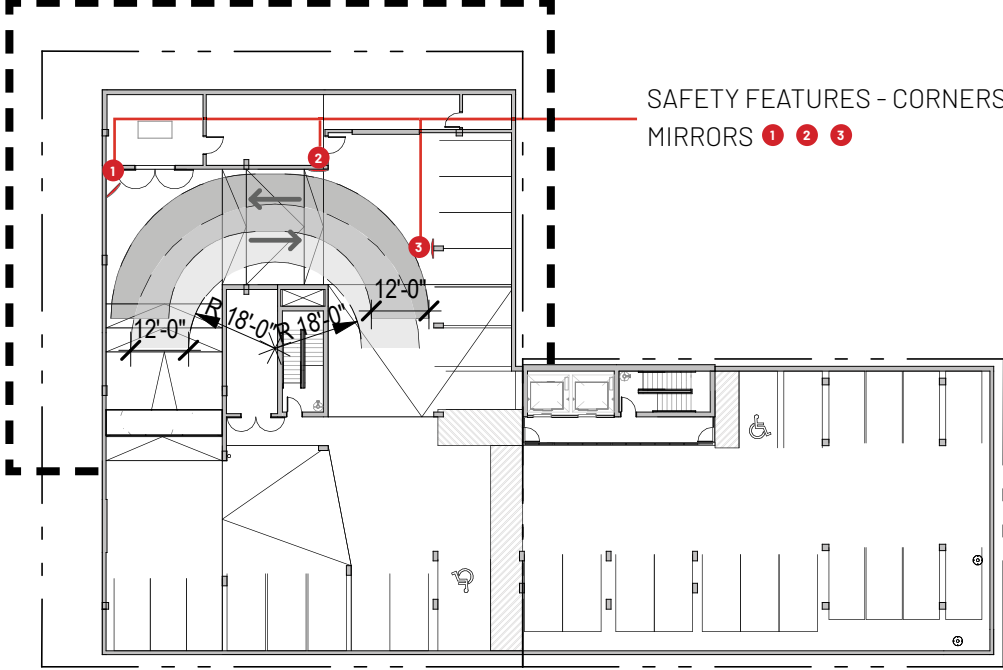 SAFETY FEATURES - CORNERS
MIRRORS 1 2 3
1
2
3
12'-0"
12'-0"
R 18'-0"
R 18'-0"